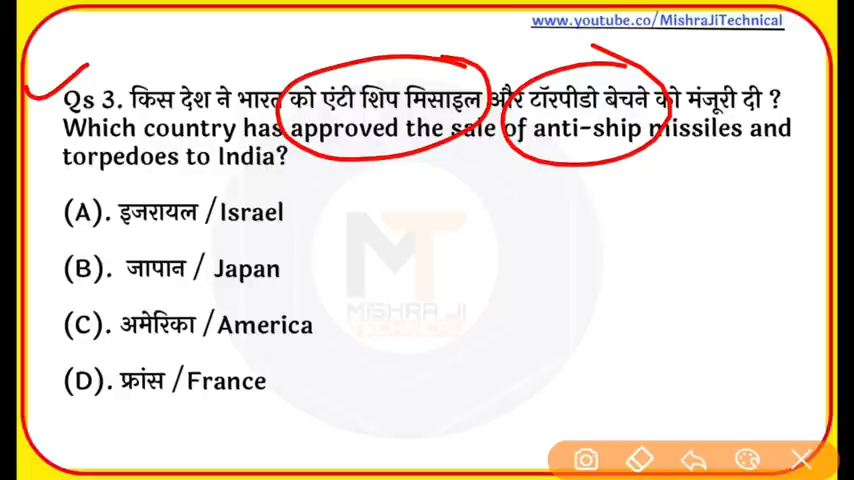 www.youtube.co/MishraJiTechnical
Qs 3. किस देश ने भारत को एंटी शिप मिसाइल और टॉरपीडो बेचने को मंजूरी दी ?
Which country has approved the sale of anti-ship missiles and
torpedoes to India?
(A). इजरायल /Israel
(B). जापान / Japan
(C). अमेरिका /America
(D). फ्रांस /France
MT
MISHRA JI
TECHNICAL